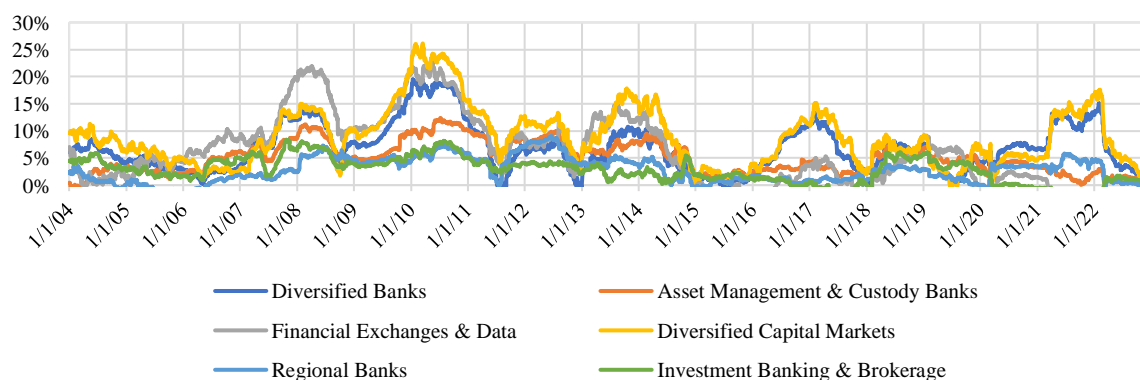 30%
25%
20%
15%
10%
5%
0%
1/1/04 1/1/05 1/1/06 1/1/07 1/1/08 1/1/09 1/1/10 1/1/11 1/1/12 1/1/13 1/1/14 1/1/15 1/1/16 1/1/17 1/1/18 1/1/19 1/1/20 1/1/21 1/1/22
Diversified Banks Asset Management & Custody Banks
Financial Exchanges & Data Diversified Capital Markets
Regional Banks Investment Banking & Brokerage